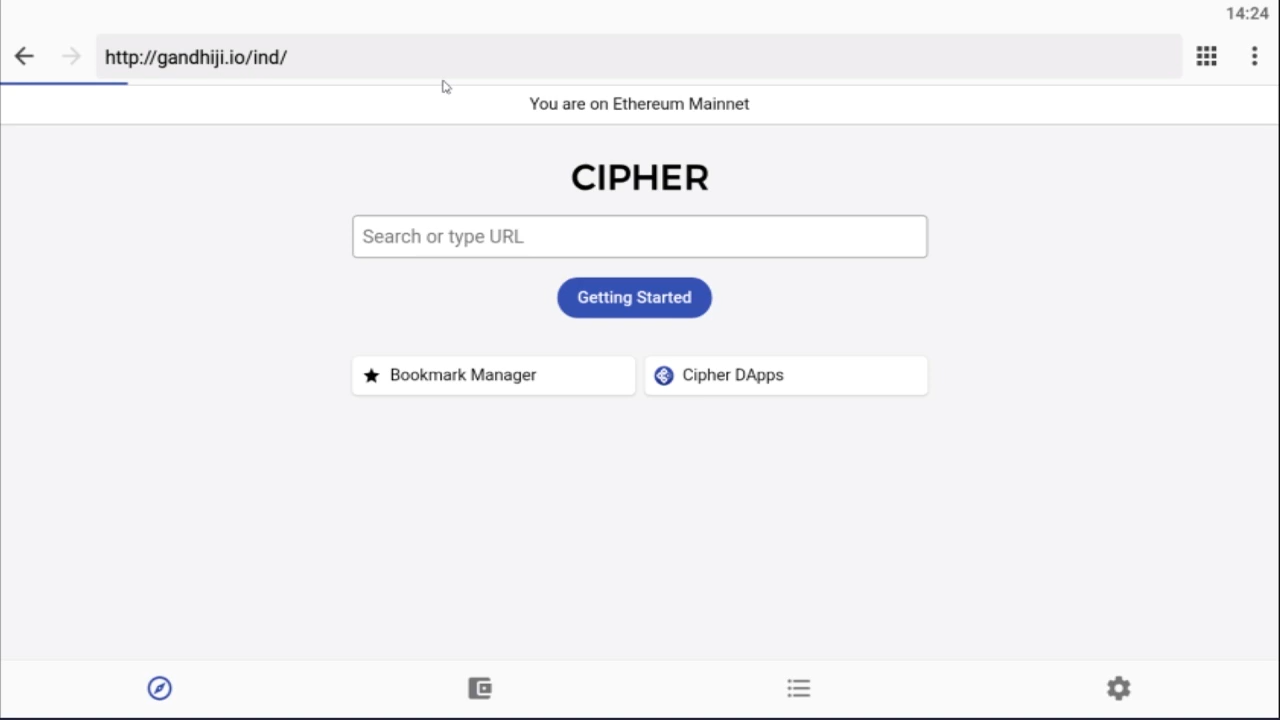 14:24
http://gandhiji.io/ind/
You are on Ethereum Mainnet
CIPHER
Search or type URL
Getting Started
Bookmark Manager
Cipher DApps